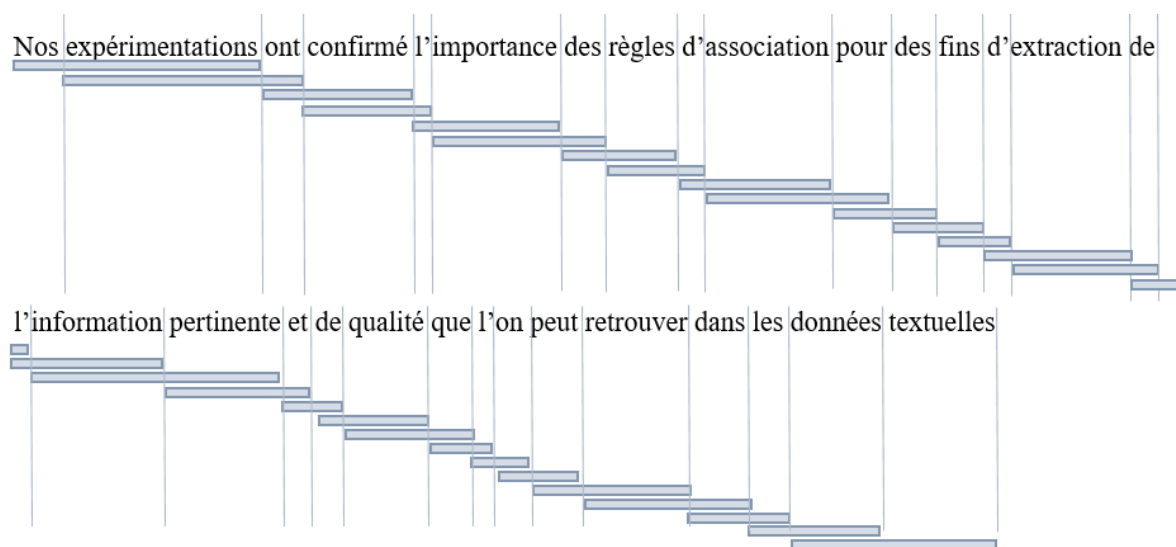 Nos expérimentations ont confirmé l’importance des règles d’association pour des fins d’extraction de
l’information pertinente et de qualité que l’on peut retrouver dans les données textuelles